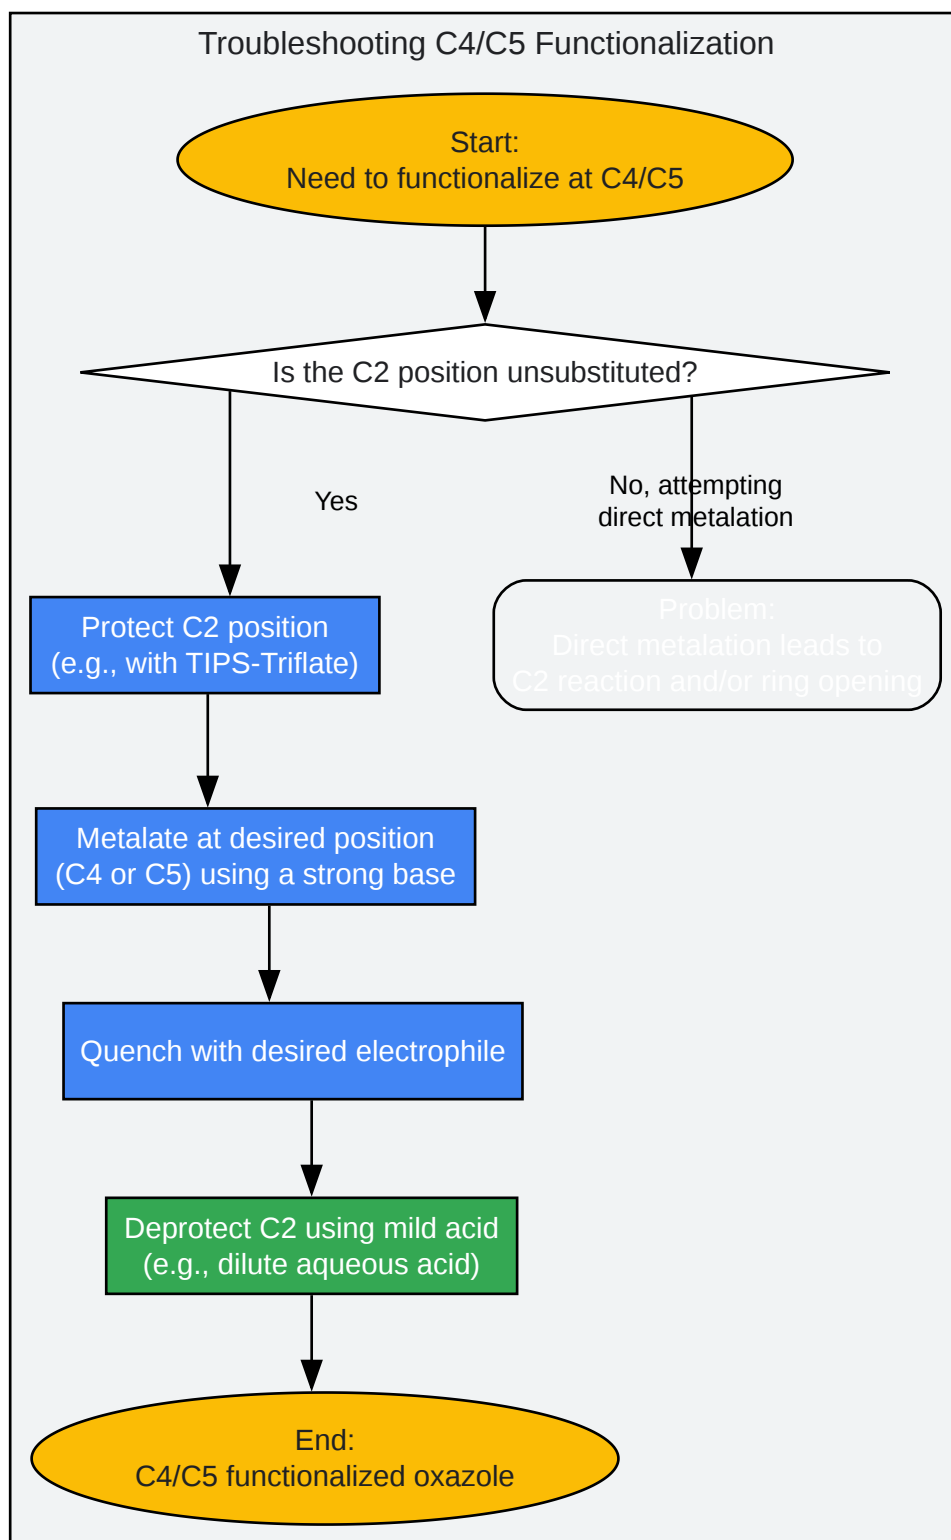 Troubleshooting C4/C5 Functionalization
Start:
Need to functionalize at C4/C5
Is the C2 position unsubstituted?
Yes
No, attempting
direct metalation
Protect C2 position
(e.g., with TIPS-Triflate)
Problem:
Direct metalation leads to
C2 reaction and/or ring opening
Metalate at desired position
(C4 or C5) using a strong base
Quench with desired electrophile
Deprotect C2 using mild acid
(e.g., dilute aqueous acid)
End:
C4/C5 functionalized oxazole